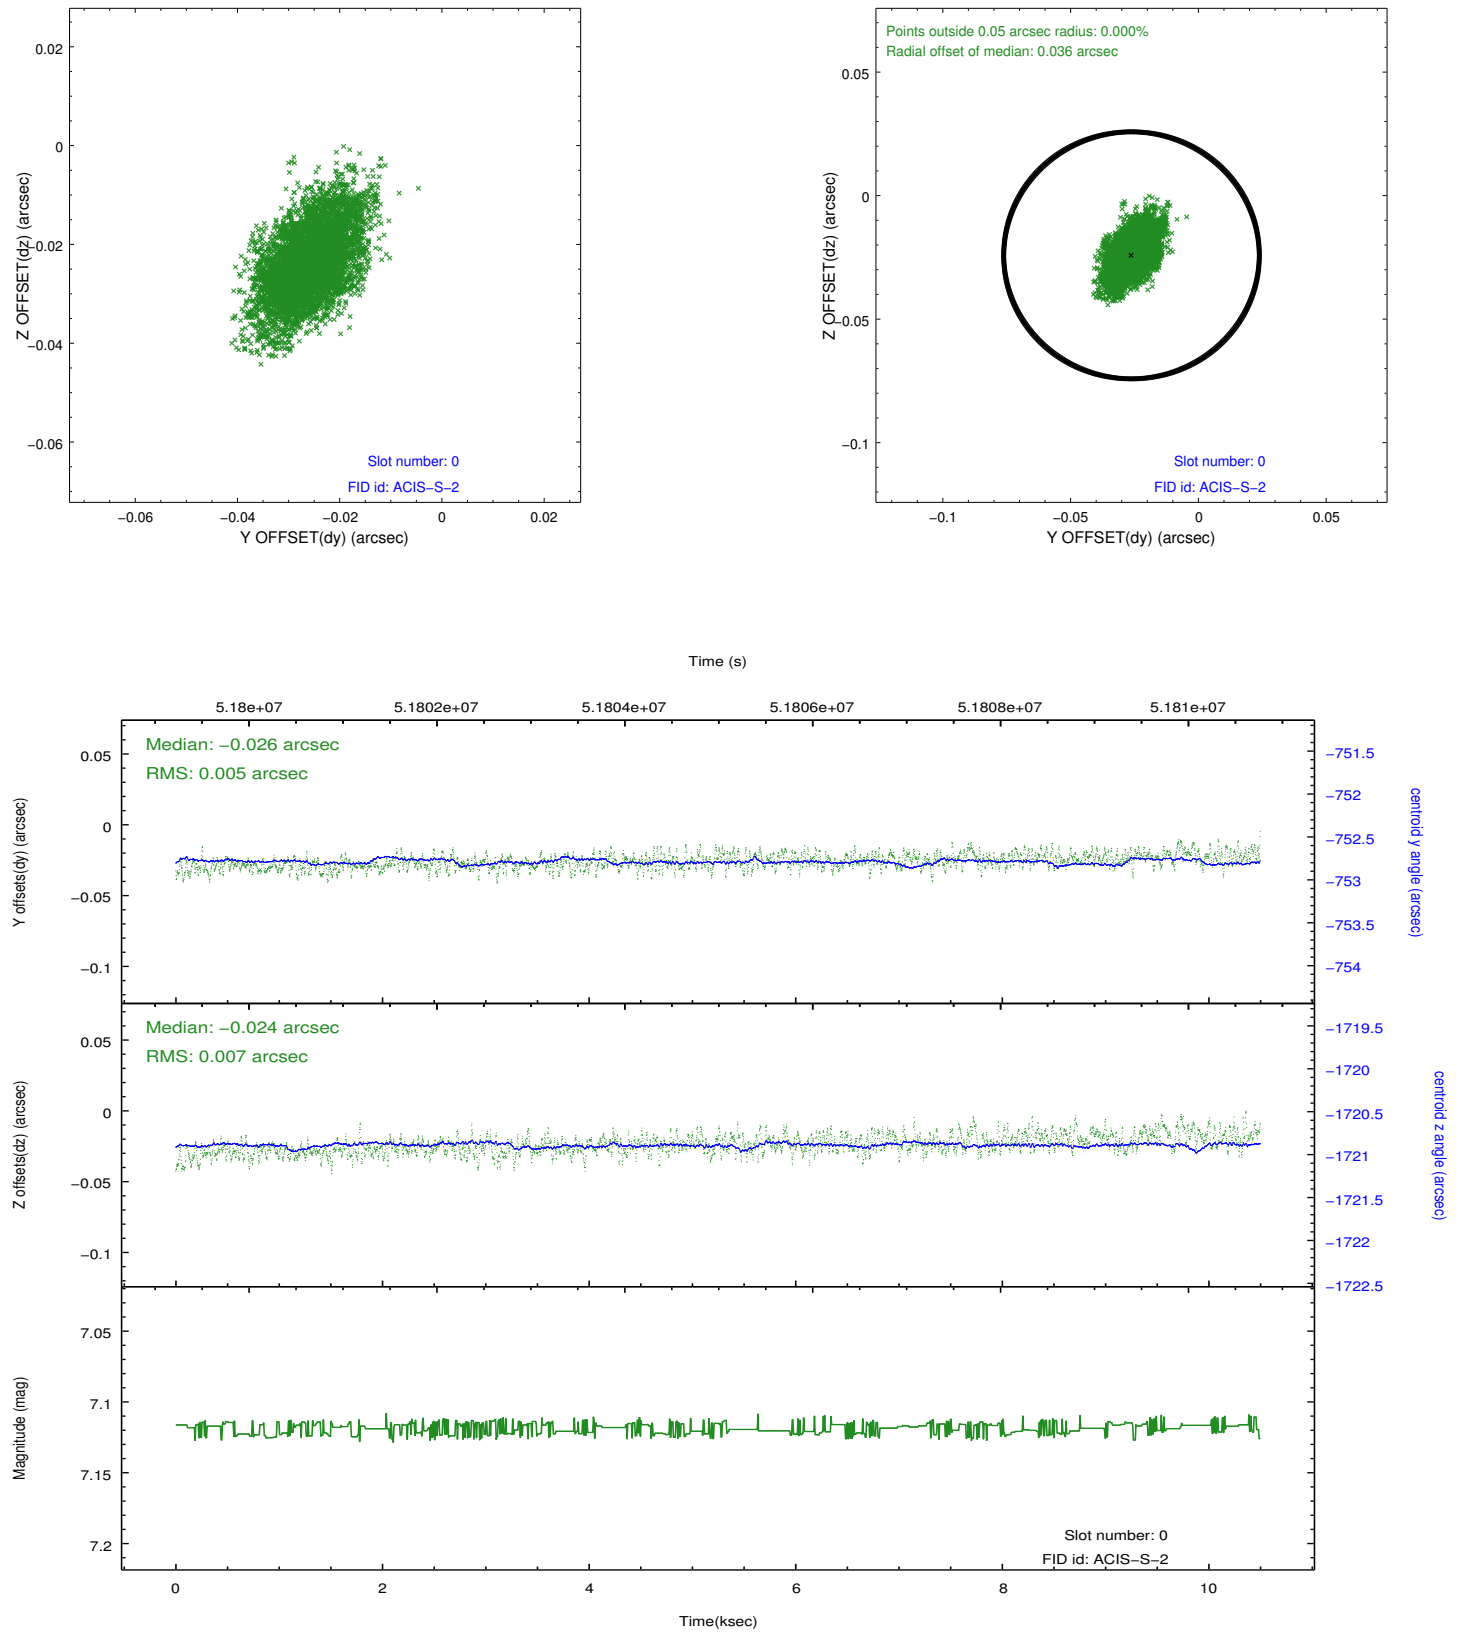 0.02
0
−0.02
−0.04
−0.06
Z OFFSET(dz) (arcsec)
Slot number: 0
FID id: ACIS−S−2
−0.06 −0.04 −0.02 0 0.02
Y OFFSET(dy) (arcsec)
Points outside 0.05 arcsec radius: 0.000%
Radial offset of median: 0.036 arcsec
0.05
0
−0.05
−0.1
Z OFFSET(dz) (arcsec)
Slot number: 0
FID id: ACIS−S−2
−0.1 −0.05 0 0.05
Y OFFSET(dy) (arcsec)
Time (s)
5.18e+07 5.1802e+07 5.1804e+07 5.1806e+07 5.1808e+07 5.181e+07
Median: −0.026 arcsec
RMS: 0.005 arcsec
0.05
0
−0.05
−0.1
Y offsets(dy) (arcsec)
−751.5
−752
−752.5
−753
−753.5
−754
centroid y angle (arcsec)
Median: −0.024 arcsec
RMS: 0.007 arcsec
0.05
0
−0.05
−0.1
Z offsets(dz) (arcsec)
−1719.5
−1720
−1720.5
−1721
−1721.5
−1722
−1722.5
centroid z angle (arcsec)
7.05
7.1
7.15
7.2
Magnitude (mag)
Slot number: 0
FID id: ACIS−S−2
0 2 4 6 8 10
Time(ksec)